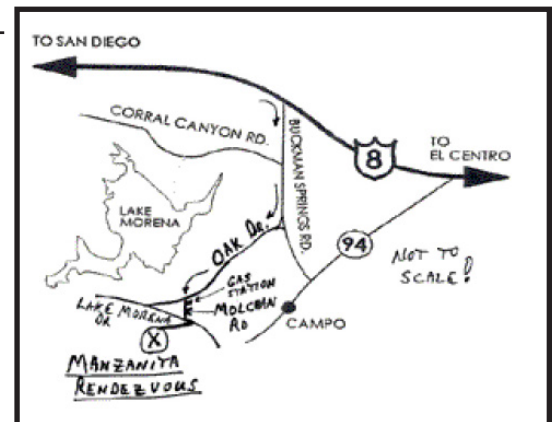 TO SAN DIEGO
CORRAL CANYON RD.
BUCKMAN SPRINGS RD.
8
TO
EL CENTRO
LAKE
MORENA
OAK DR.
94
NOT TO
SCALE!
GAS
STATION
LAKE MORENA
DR
MOLCHAN
RD
CAMPO
X
MANZANITA
RENDEZVOUS